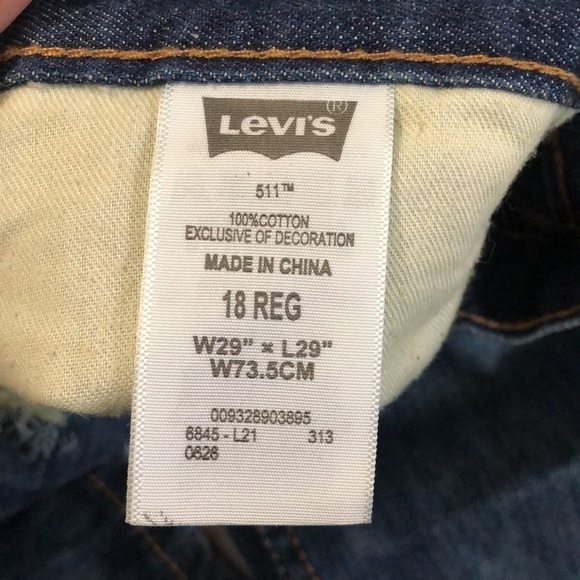 Levi's ®
511™
100%COTTON
EXCLUSIVE OF DECORATION
MADE IN CHINA
18 REG
W29” × L29”
W73.5CM
009328903895
6845 - L21 313
0626